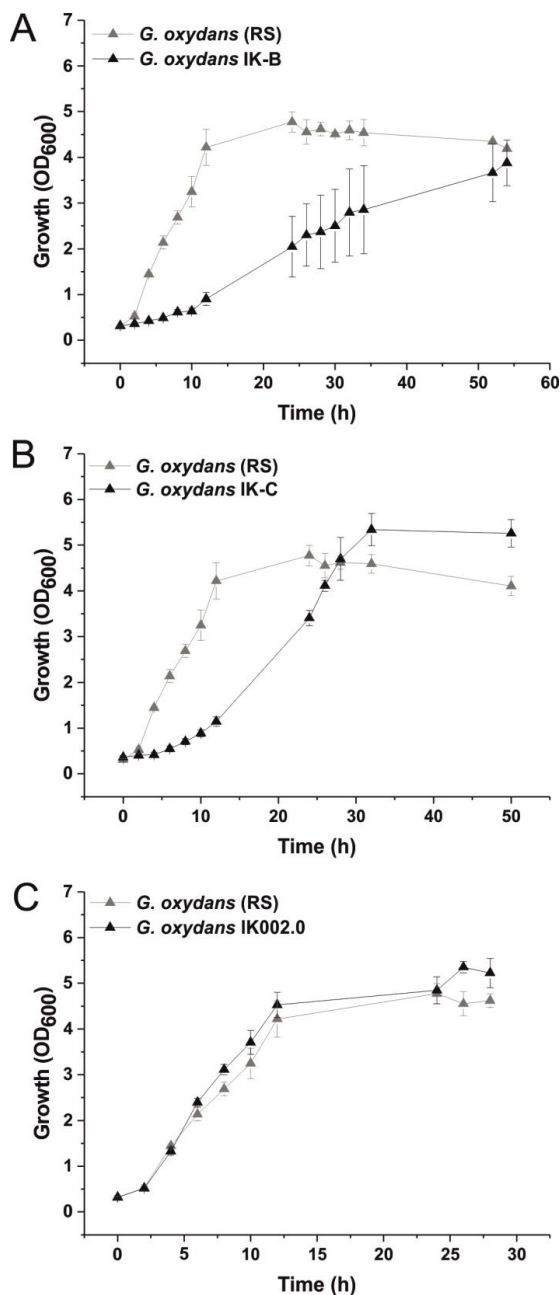 A
G. oxydans (RS)
G. oxydans IK-B
7
6
5
4
3
2
1
0
Growth (OD600)
0 10 20 30 40 50 60
Time (h)
B
G. oxydans (RS)
G. oxydans IK-C
7
6
5
4
3
2
1
0
Growth (OD600)
0 10 20 30 40 50
Time (h)
C
G. oxydans (RS)
G. oxydans IK002.0
7
6
5
4
3
2
1
0
Growth (OD600)
0 5 10 15 20 25 30
Time (h)